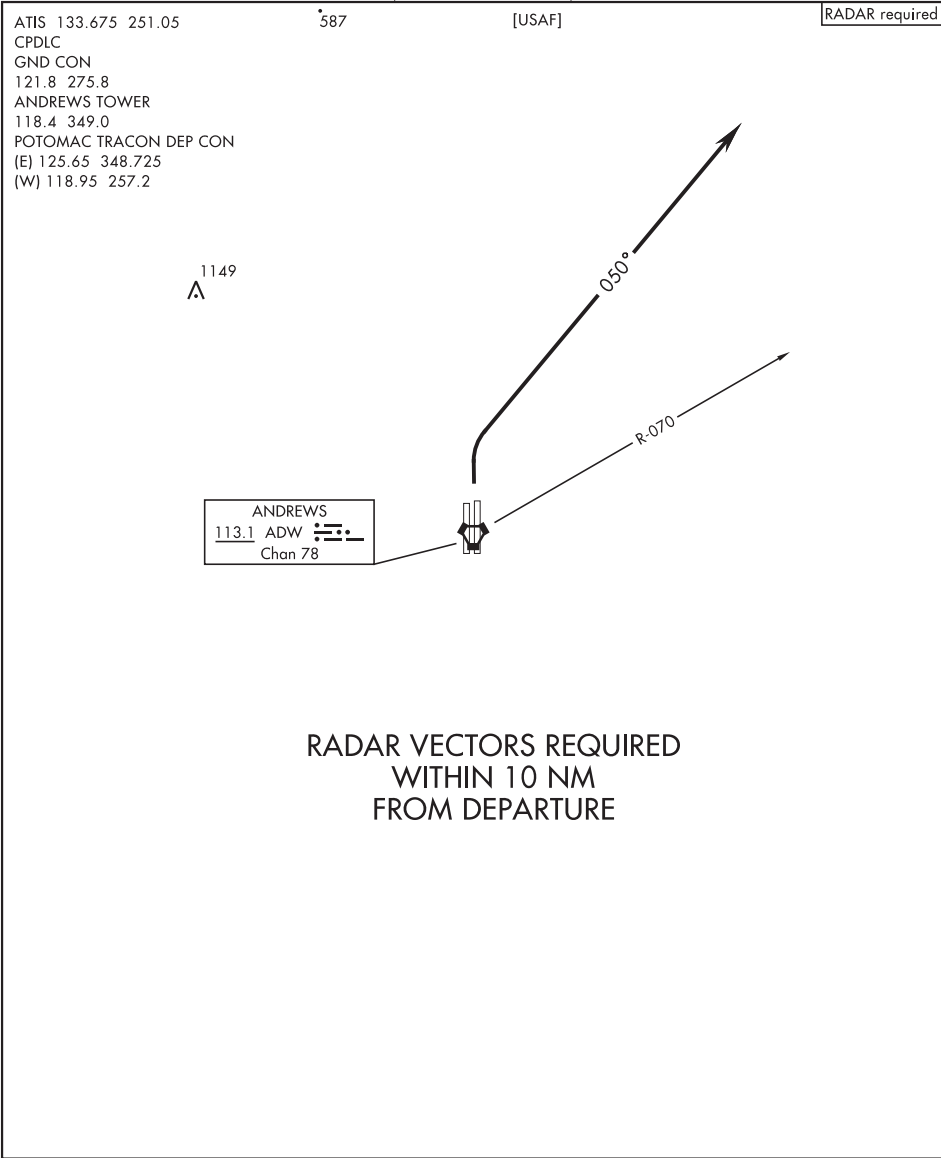 ATIS 133.675 251.05
CPDLC
GND CON
121.8 275.8
ANDREWS TOWER
118.4 349.0
POTOMAC TRACON DEP CON
(E) 125.65 348.725
(W) 118.95 257.2
587
[USAF]
RADAR required
1149
050°
R-070
ANDREWS
113.1 ADW
Chan 78
RADAR VECTORS REQUIRED
WITHIN 10 NM
FROM DEPARTURE